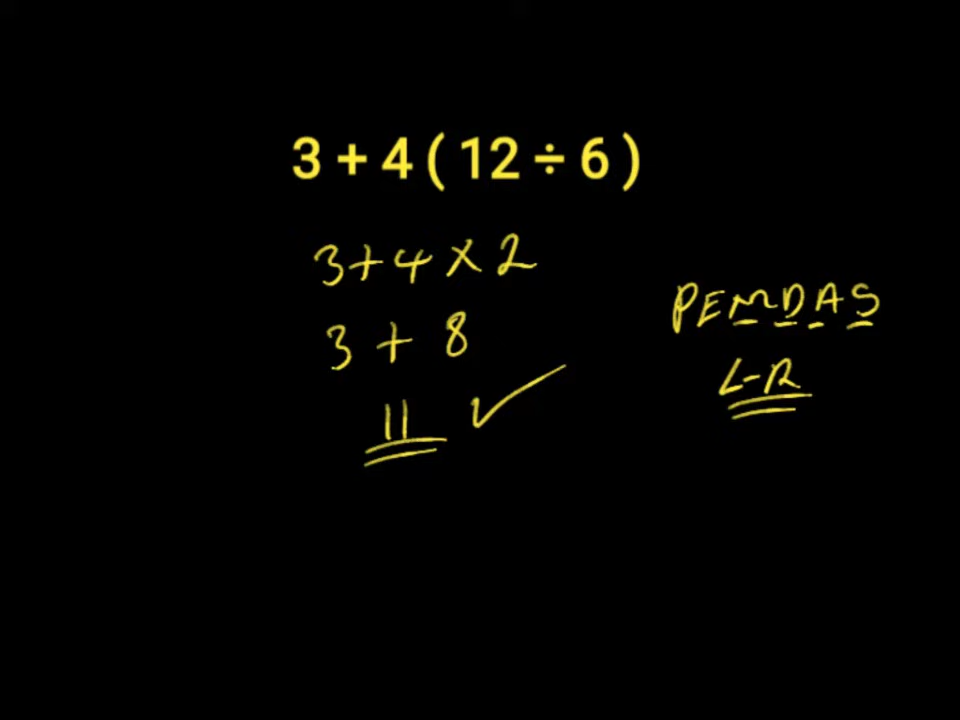 3 + 4 ( 12 ÷ 6 )
3 + 4 × 2
3 + 8
11 ✓
PEMDAS
L-R